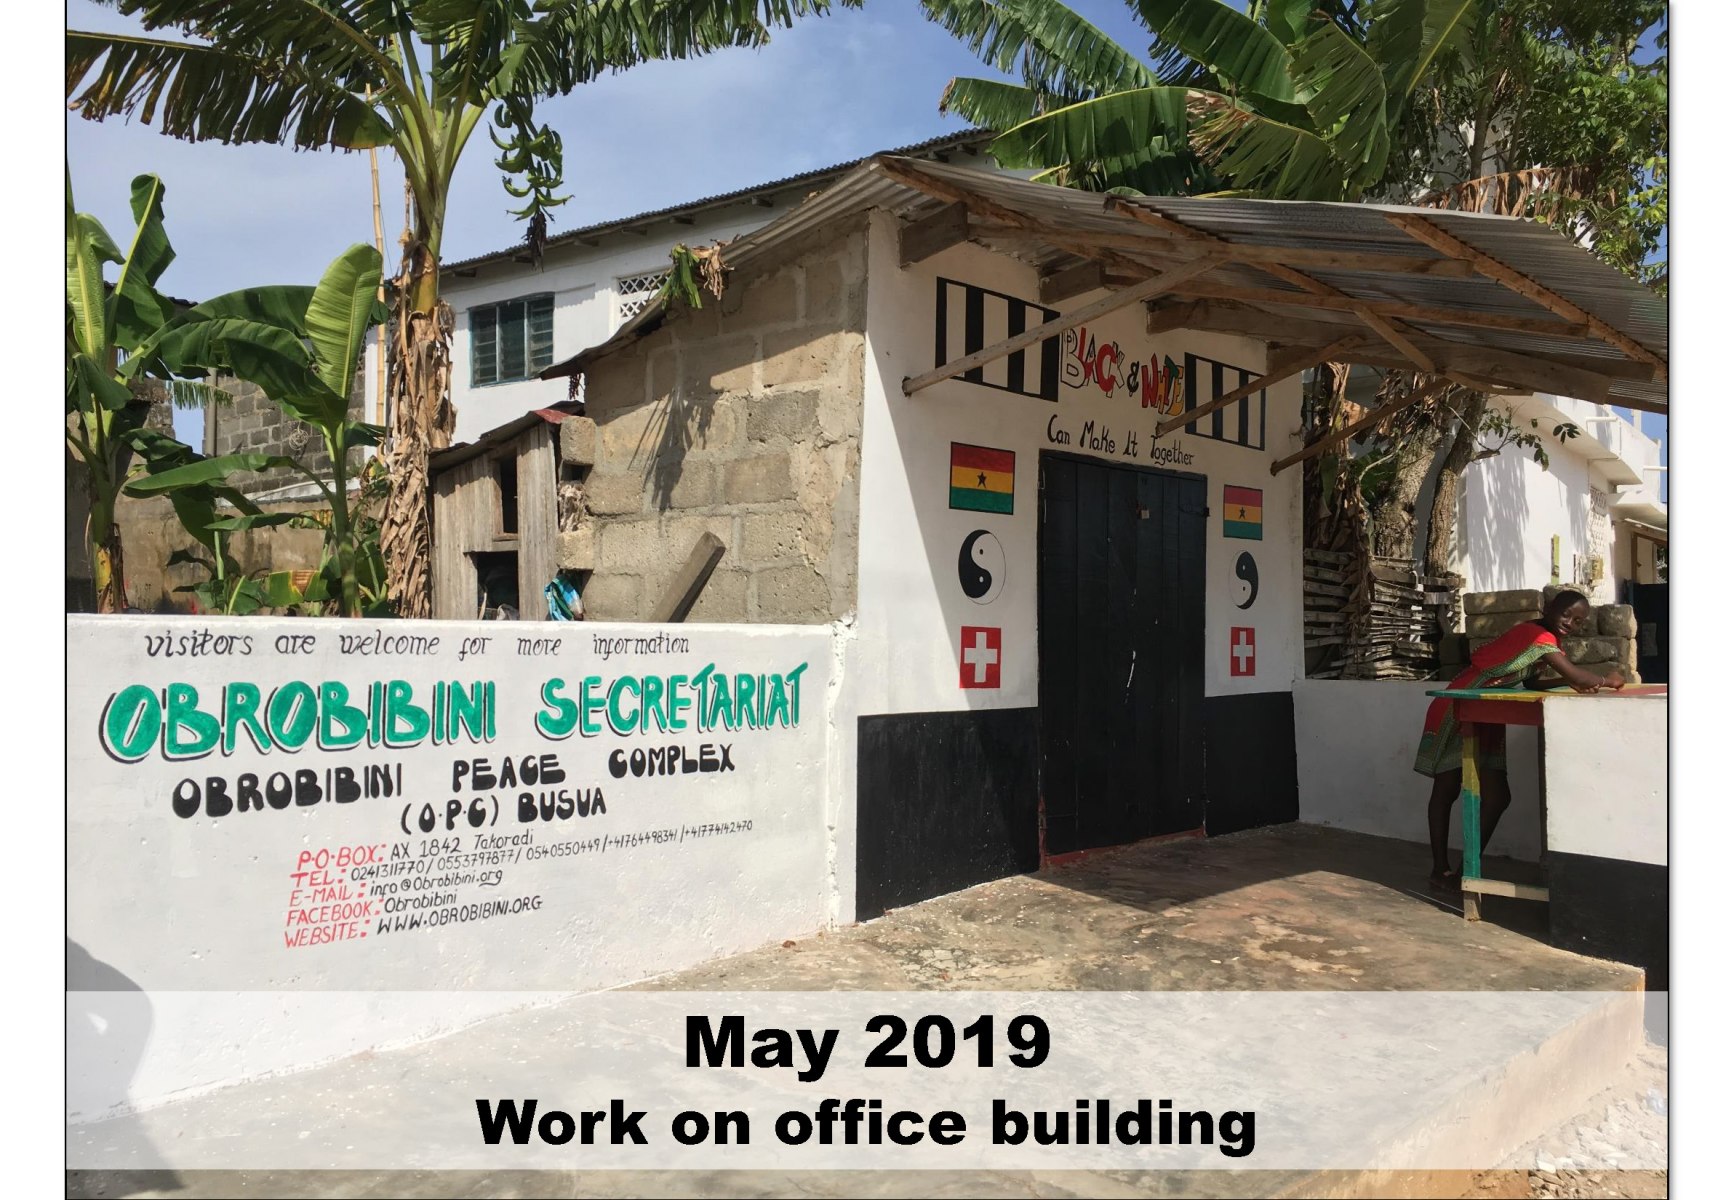 BlACK & WhITE
Can Make It Together
visitors are welcome for more information
OBROBIBINI SECRETARIAT
OBROBIBINI PEACE COMPLEX
(O.P.C) BUSUA
P.O.BOX: AX 1842 Takoradi
TEL: 0241311770/0553797877/0540550449/+41764498341/+41774142470
E-MAIL: info@Obrobibini.org
FACEBOOK: Obrobibini
WEBSITE: WWW.OBROBIBINI.ORG
May 2019
Work on office building